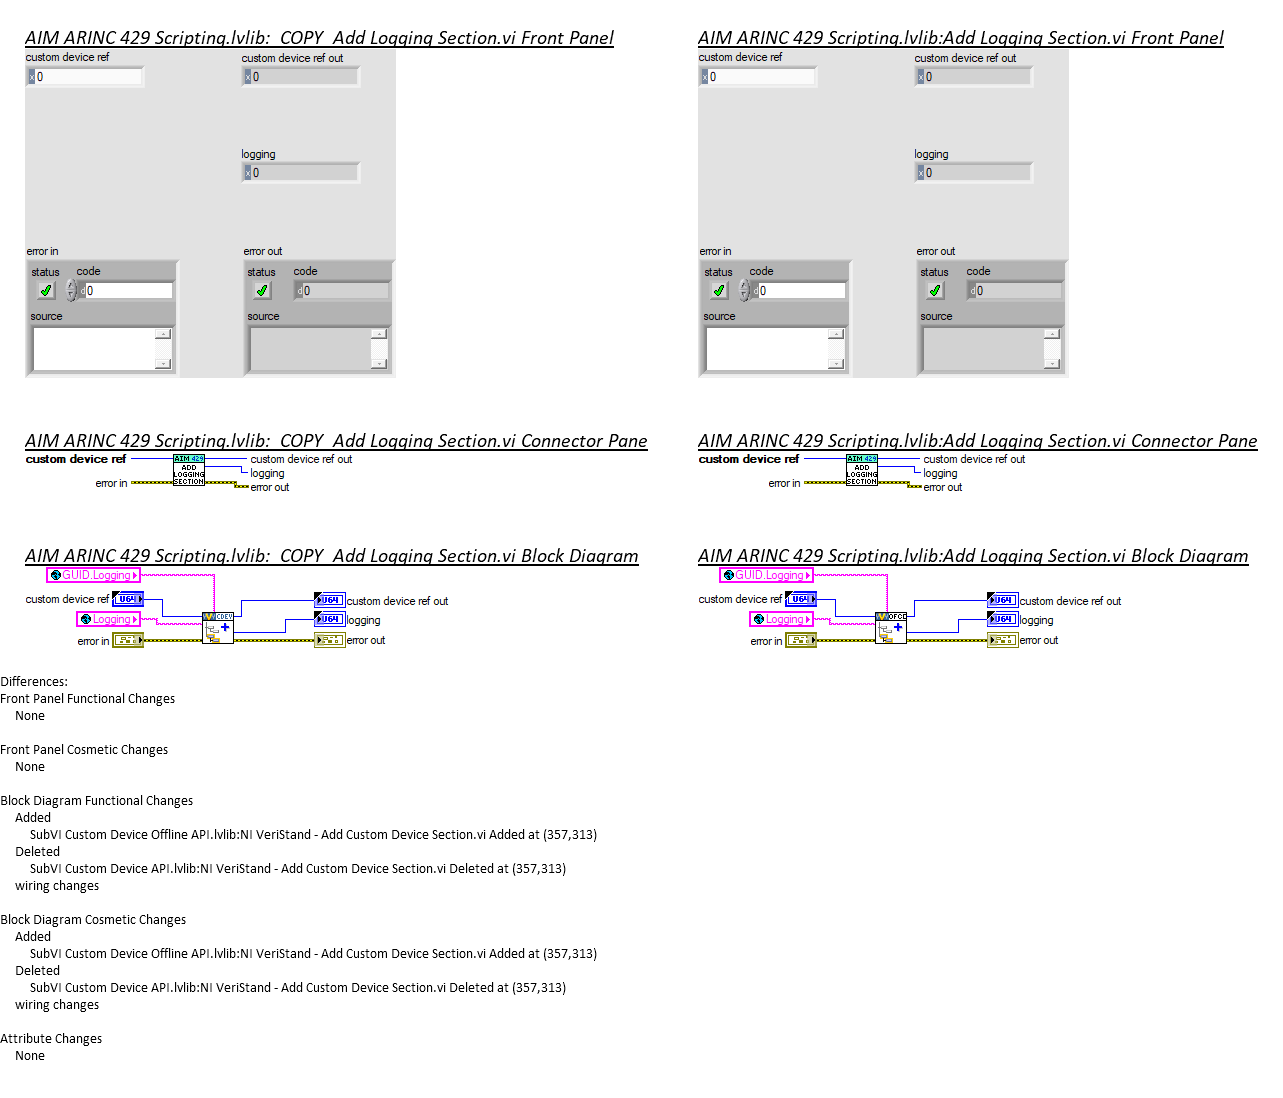 AIM ARINC 429 Scripting.lvlib:  COPY  Add Logging Section.vi Front Panel
custom device ref
custom device ref out
x 0
x 0
logging
x 0
error in
error out
status code
status code
d 0
d 0
source
source
AIM ARINC 429 Scripting.lvlib:Add Logging Section.vi Front Panel
custom device ref
custom device ref out
x 0
x 0
logging
x 0
error in
error out
status code
status code
d 0
d 0
source
source
AIM ARINC 429 Scripting.lvlib:  COPY  Add Logging Section.vi Connector Pane
custom device ref
AIM 429
ADD
LOGGING
SECTION
custom device ref out
logging
error in
error out
AIM ARINC 429 Scripting.lvlib:Add Logging Section.vi Connector Pane
custom device ref
AIM 429
ADD
LOGGING
SECTION
custom device ref out
logging
error in
error out
AIM ARINC 429 Scripting.lvlib:  COPY  Add Logging Section.vi Block Diagram
GUID.Logging
custom device ref U64
CDEV
U64 custom device ref out
Logging
U64 logging
error in
error out
AIM ARINC 429 Scripting.lvlib:Add Logging Section.vi Block Diagram
GUID.Logging
custom device ref U64
OFCD
U64 custom device ref out
Logging
U64 logging
error in
error out
Differences:
Front Panel Functional Changes
None
Front Panel Cosmetic Changes
None
Block Diagram Functional Changes
Added
SubVI Custom Device Offline API.lvlib:NI VeriStand - Add Custom Device Section.vi Added at (357,313)
Deleted
SubVI Custom Device API.lvlib:NI VeriStand - Add Custom Device Section.vi Deleted at (357,313)
wiring changes
Block Diagram Cosmetic Changes
Added
SubVI Custom Device Offline API.lvlib:NI VeriStand - Add Custom Device Section.vi Added at (357,313)
Deleted
SubVI Custom Device API.lvlib:NI VeriStand - Add Custom Device Section.vi Deleted at (357,313)
wiring changes
Attribute Changes
None